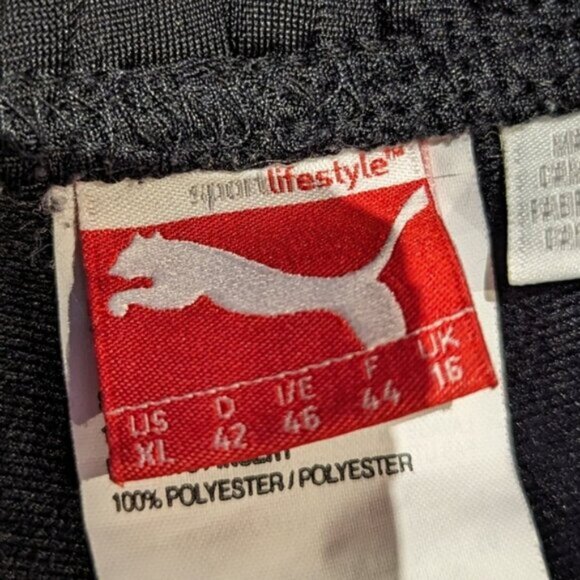 sportlifestyle™
US D I/E F UK
XL 42 46 44 16
100% POLYESTER / POLYESTER